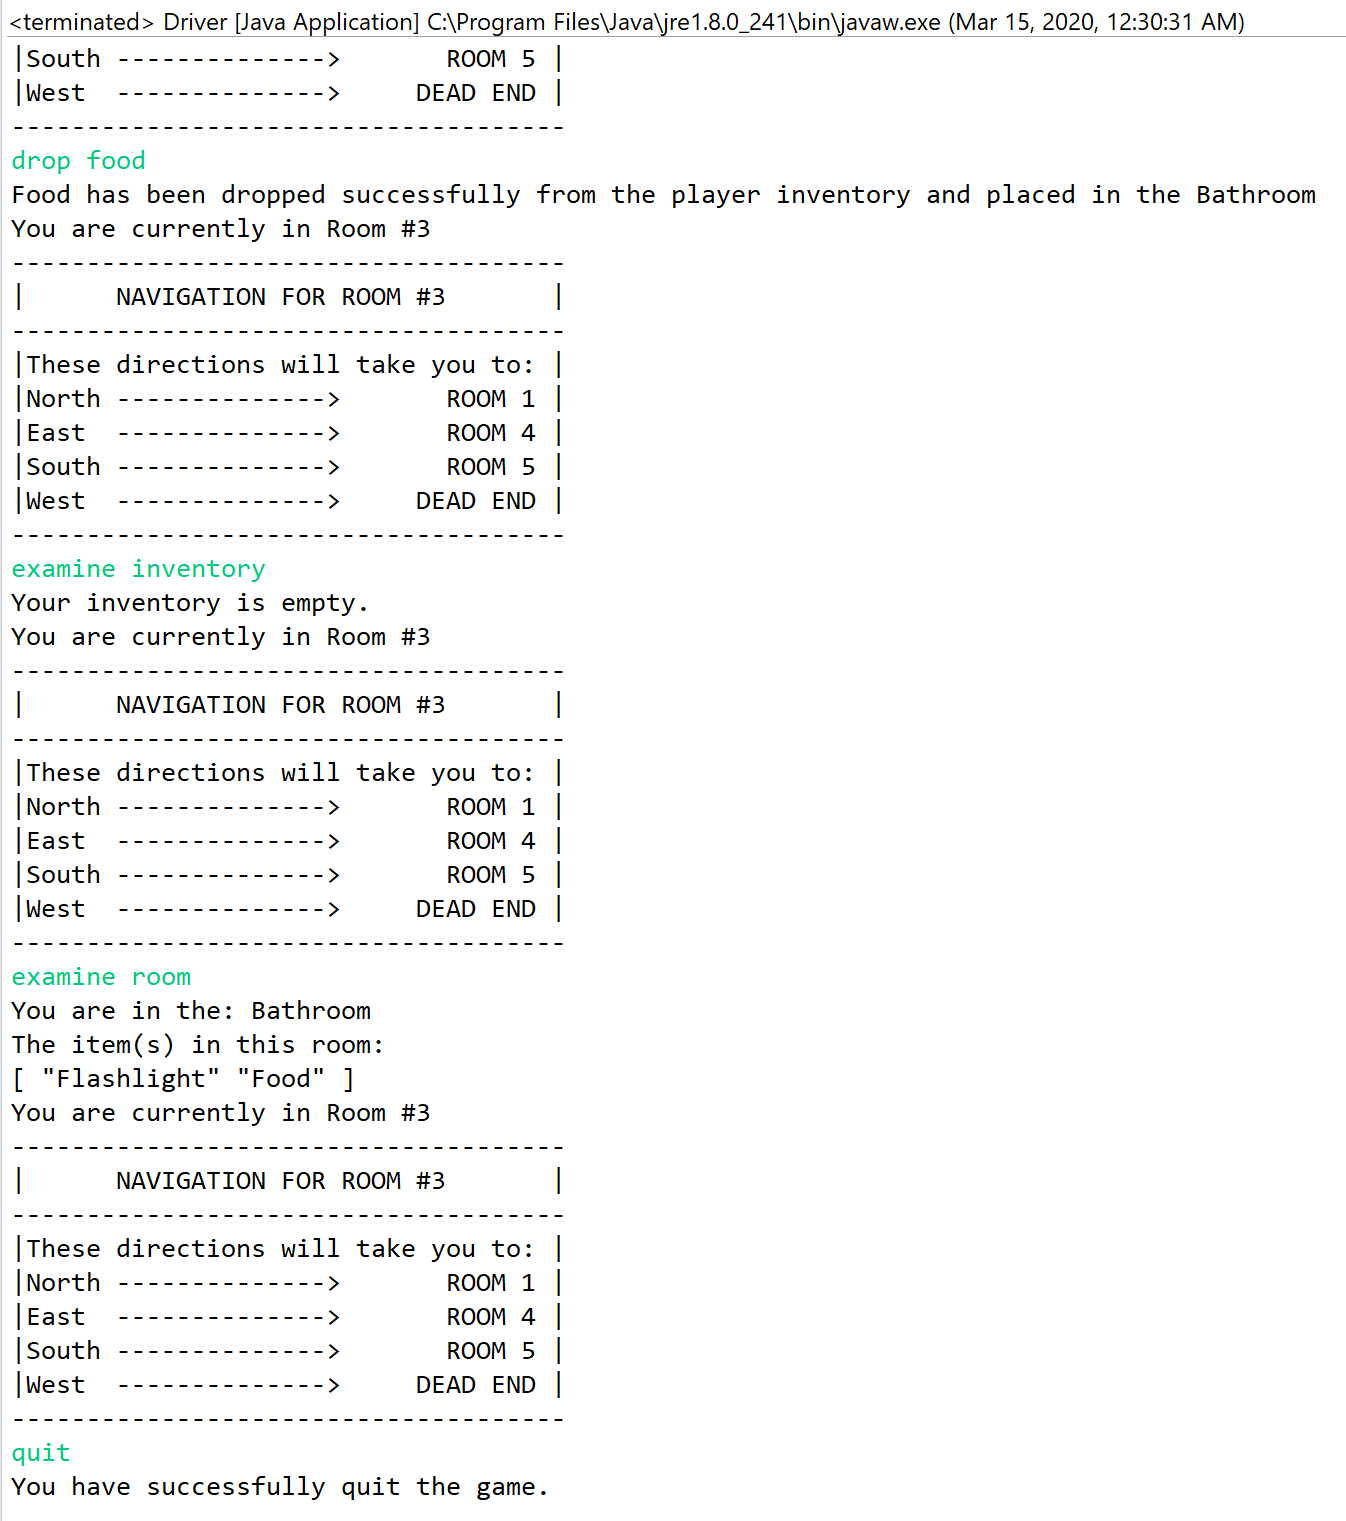 <terminated> Driver [Java Application] C:\Program Files\Java\jre1.8.0_241\bin\javaw.exe (Mar 15, 2020, 12:30:31 AM)
|South -------------->       ROOM 5 |
|West  -------------->     DEAD END |
-------------------------------------
drop food
Food has been dropped successfully from the player inventory and placed in the Bathroom
You are currently in Room #3
-------------------------------------
|      NAVIGATION FOR ROOM #3       |
-------------------------------------
|These directions will take you to: |
|North -------------->       ROOM 1 |
|East  -------------->       ROOM 4 |
|South -------------->       ROOM 5 |
|West  -------------->     DEAD END |
-------------------------------------
examine inventory
Your inventory is empty.
You are currently in Room #3
-------------------------------------
|      NAVIGATION FOR ROOM #3       |
-------------------------------------
|These directions will take you to: |
|North -------------->       ROOM 1 |
|East  -------------->       ROOM 4 |
|South -------------->       ROOM 5 |
|West  -------------->     DEAD END |
-------------------------------------
examine room
You are in the: Bathroom
The item(s) in this room:
[ "Flashlight" "Food" ]
You are currently in Room #3
-------------------------------------
|      NAVIGATION FOR ROOM #3       |
-------------------------------------
|These directions will take you to: |
|North -------------->       ROOM 1 |
|East  -------------->       ROOM 4 |
|South -------------->       ROOM 5 |
|West  -------------->     DEAD END |
-------------------------------------
quit
You have successfully quit the game.